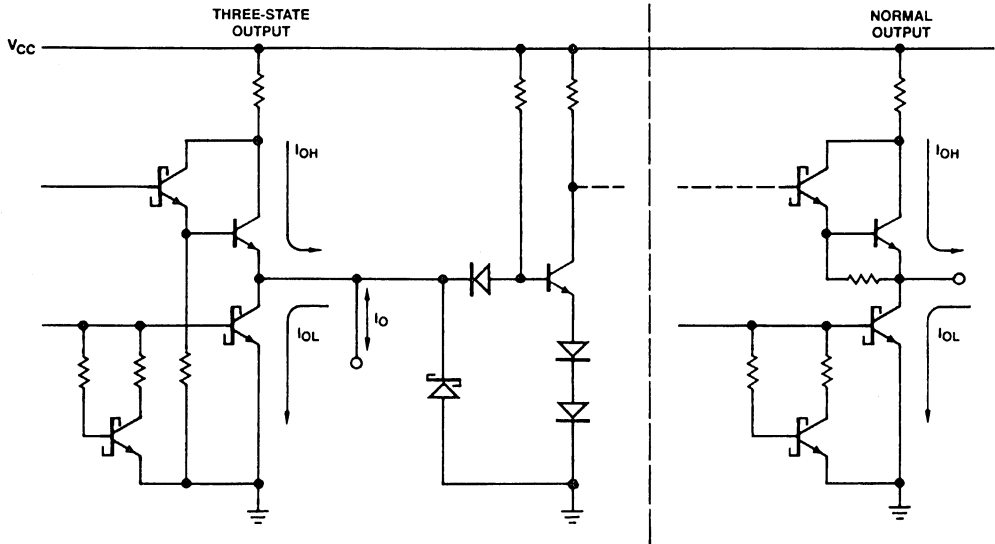 THREE-STATE
OUTPUT
NORMAL
OUTPUT
VCC
IOH
IOH
IO
IOL
IOL